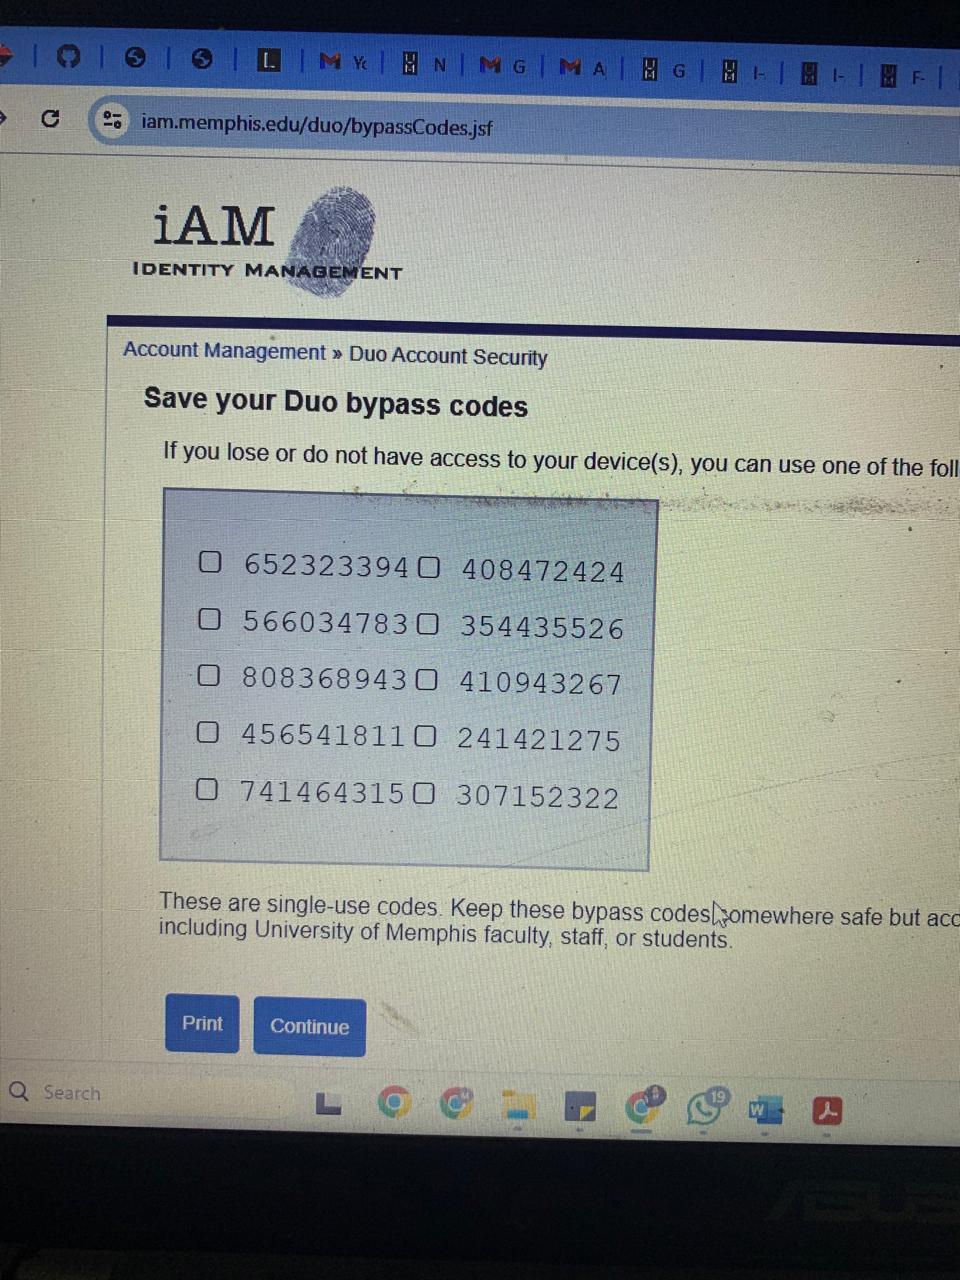 Yc N G A G I- I- F-
iam.memphis.edu/duo/bypassCodes.jsf
iAM
IDENTITY MANAGEMENT
Account Management » Duo Account Security
Save your Duo bypass codes
If you lose or do not have access to your device(s), you can use one of the foll
652323394 408472424
566034783 354435526
808368943 410943267
456541811 241421275
741464315 307152322
These are single-use codes. Keep these bypass codes somewhere safe but acc
including University of Memphis faculty, staff, or students.
Print Continue
Search
19
W
ASUS